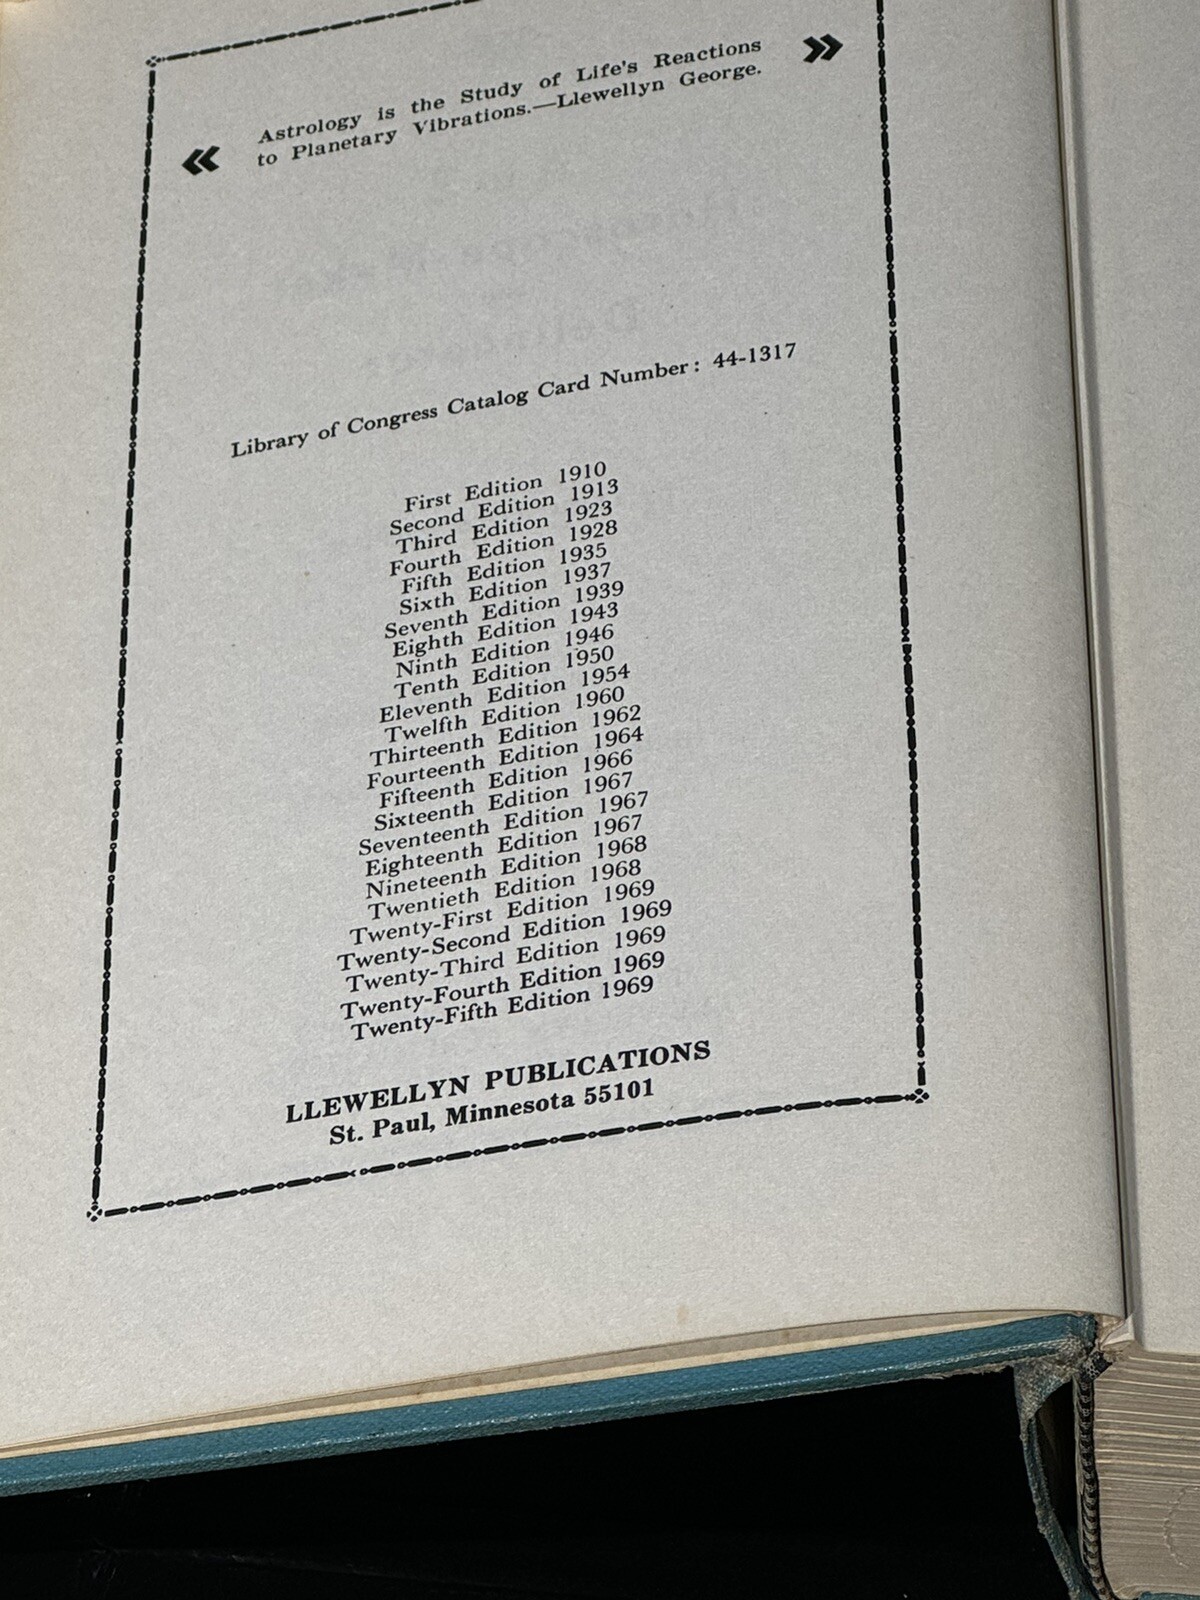 Astrology is the Study of Life's Reactions
to Planetary Vibrations.—Llewellyn George.
Library of Congress Catalog Card Number: 44-1317
First Edition 1910
Second Edition 1913
Third Edition 1923
Fourth Edition 1928
Fifth Edition 1935
Sixth Edition 1937
Seventh Edition 1939
Eighth Edition 1943
Ninth Edition 1946
Tenth Edition 1950
Eleventh Edition 1954
Twelfth Edition 1960
Thirteenth Edition 1962
Fourteenth Edition 1964
Fifteenth Edition 1966
Sixteenth Edition 1967
Seventeenth Edition 1967
Eighteenth Edition 1967
Nineteenth Edition 1968
Twentieth Edition 1968
Twenty-First Edition 1969
Twenty-Second Edition 1969
Twenty-Third Edition 1969
Twenty-Fourth Edition 1969
Twenty-Fifth Edition 1969
LLEWELLYN PUBLICATIONS
St. Paul, Minnesota 55101